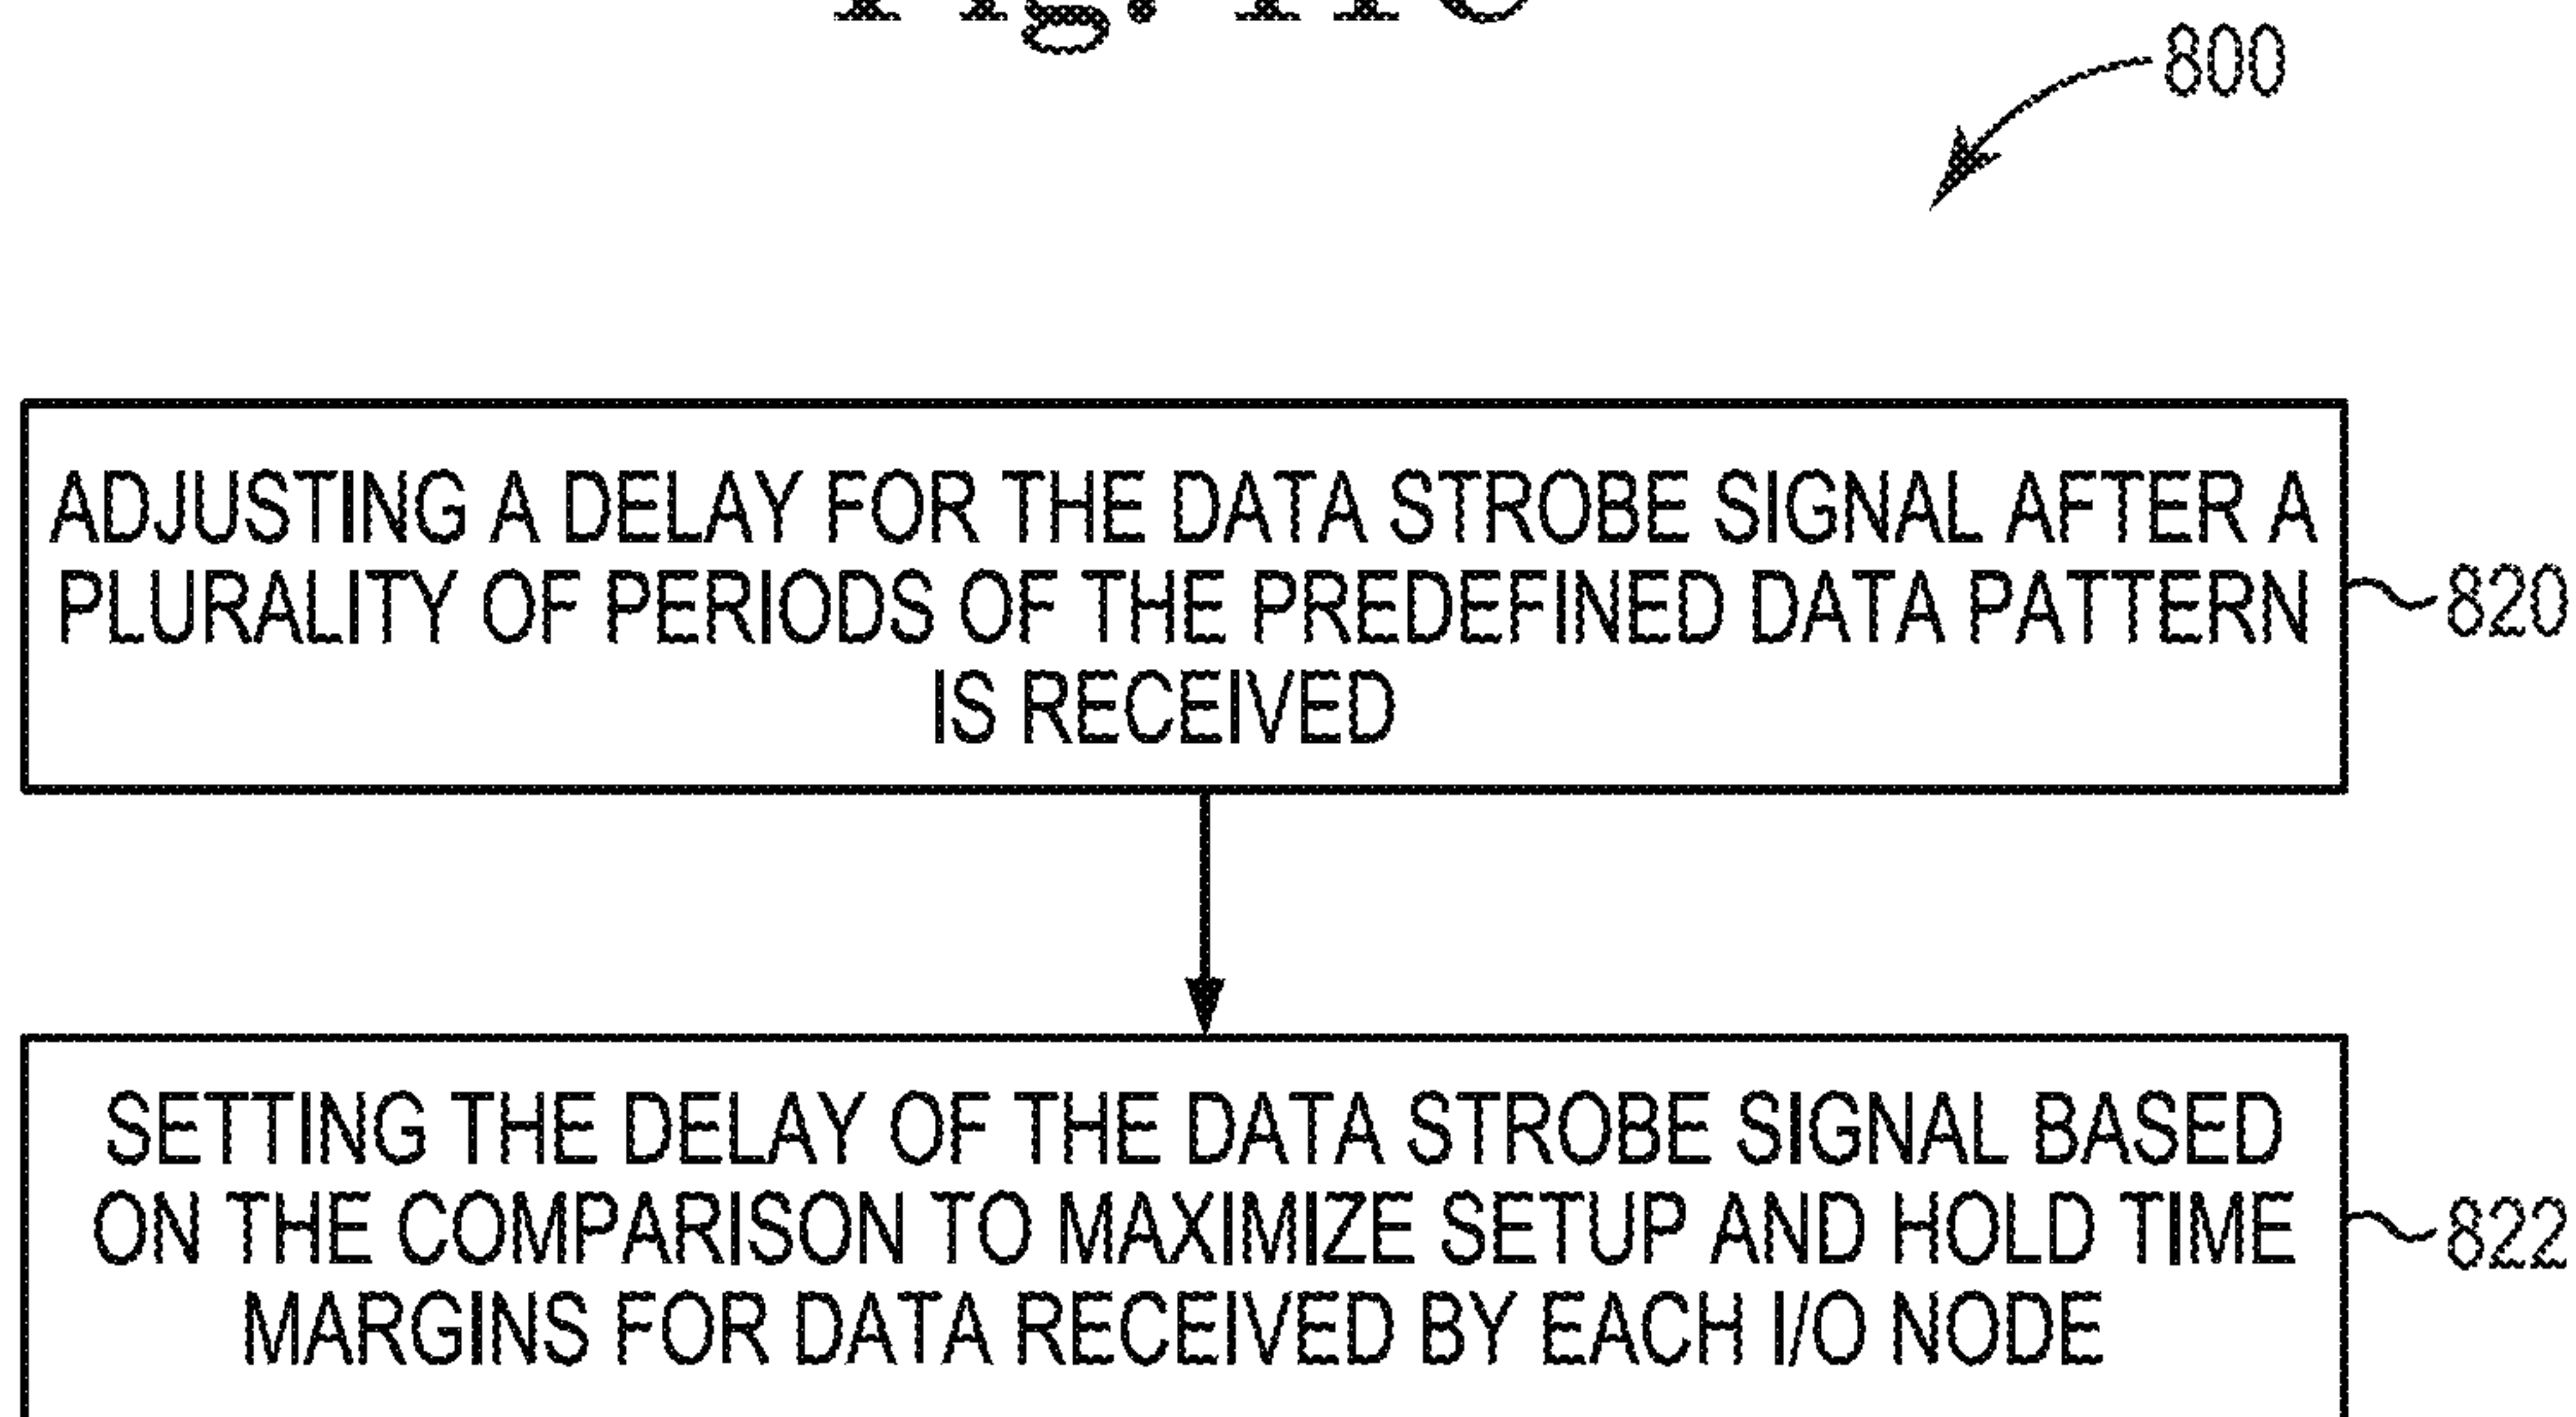 Fig. 11C
800
ADJUSTING A DELAY FOR THE DATA STROBE SIGNAL AFTER A
PLURALITY OF PERIODS OF THE PREDEFINED DATA PATTERN
IS RECEIVED
820
SETTING THE DELAY OF THE DATA STROBE SIGNAL BASED
ON THE COMPARISON TO MAXIMIZE SETUP AND HOLD TIME
MARGINS FOR DATA RECEIVED BY EACH I/O NODE
822